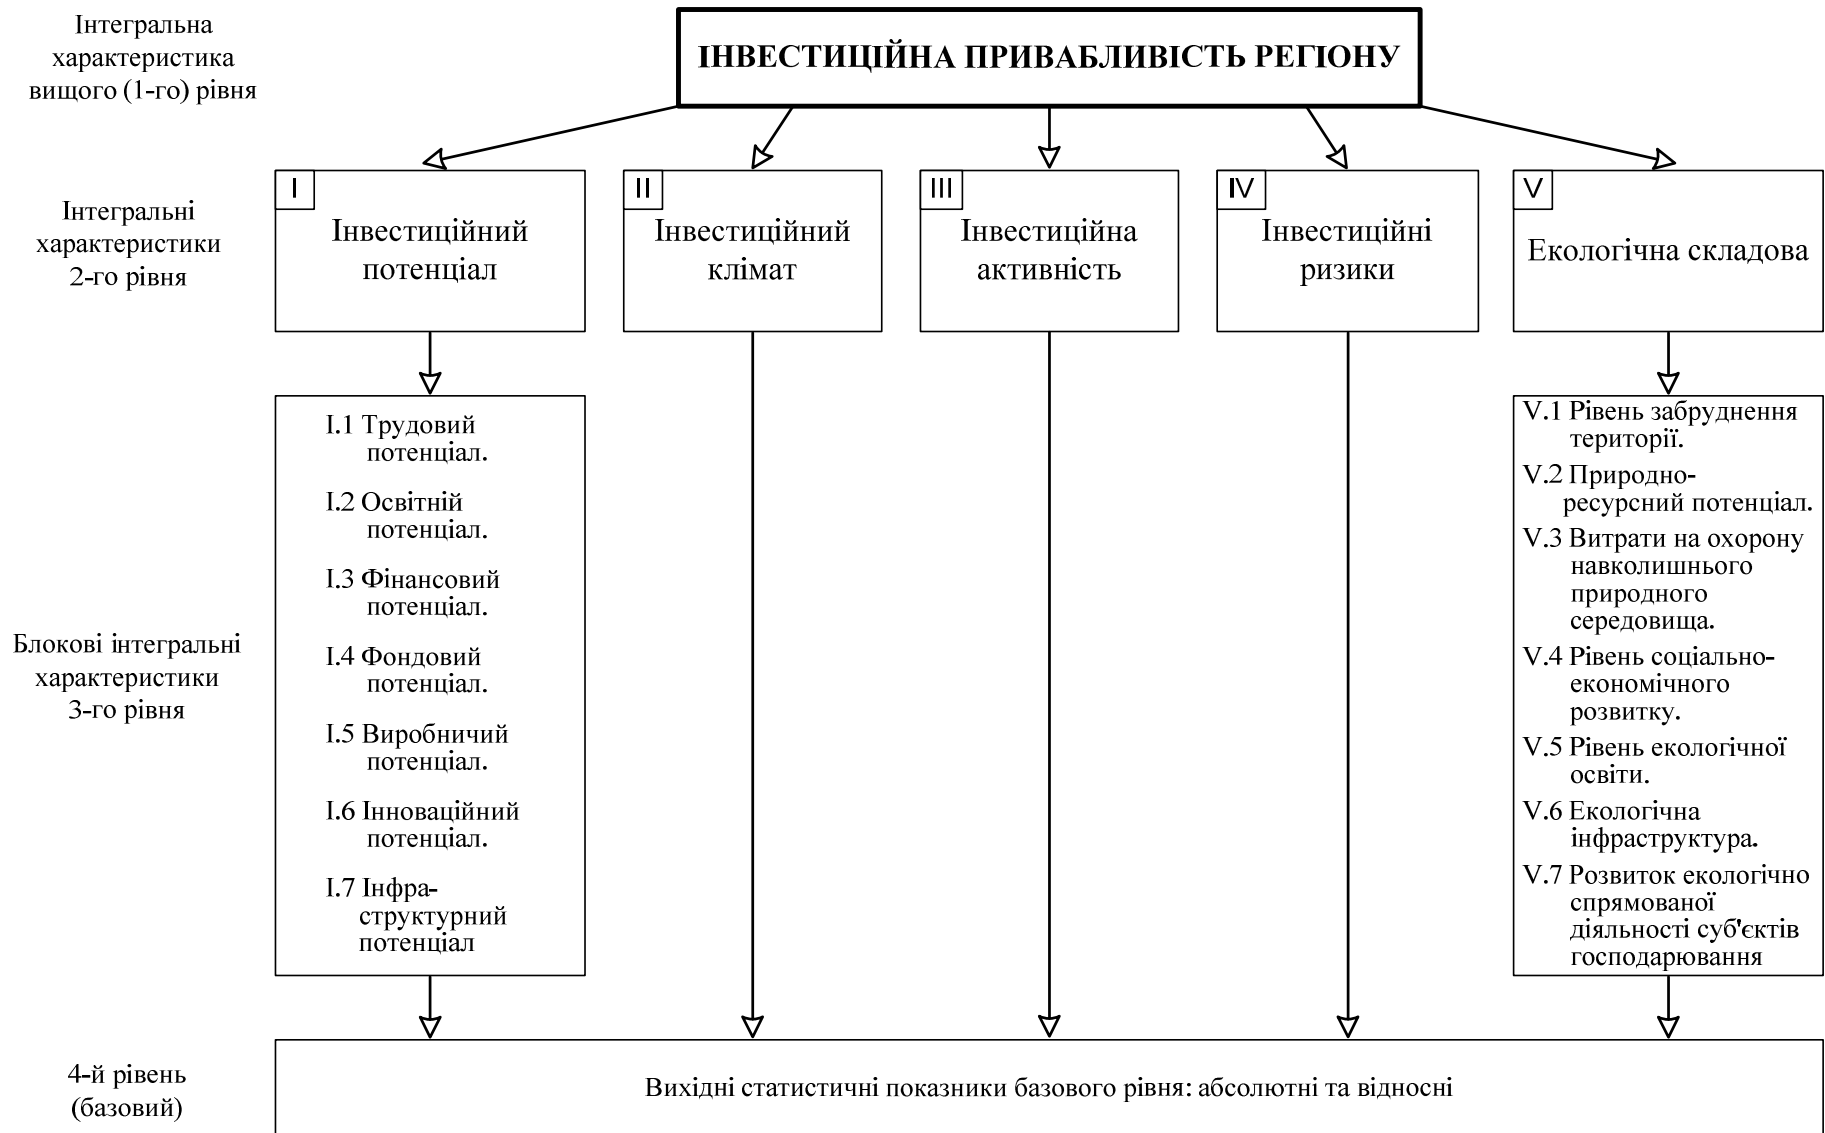 Інтегральна
характеристика
вищого (1-го) рівня
ІНВЕСТИЦІЙНА ПРИВАБЛИВІСТЬ РЕГІОНУ
Інтегральні
характеристики
2-го рівня
I
Інвестиційний
потенціал
II
Інвестиційний
клімат
III
Інвестиційна
активність
IV
Інвестиційні
ризики
V
Екологічна складова
Блокові інтегральні
характеристики
3-го рівня
I.1 Трудовий
потенціал.
I.2 Освітній
потенціал.
I.3 Фінансовий
потенціал.
I.4 Фондовий
потенціал.
I.5 Виробничий
потенціал.
I.6 Інноваційний
потенціал.
I.7 Інфра-
структурний
потенціал
V.1 Рівень забруднення
території.
V.2 Природно-
ресурсний потенціал.
V.3 Витрати на охорону
навколишнього
природного
середовища.
V.4 Рівень соціально-
економічного
розвитку.
V.5 Рівень екологічної
освіти.
V.6 Екологічна
інфраструктура.
V.7 Розвиток екологічно
спрямованої
діяльності суб'єктів
господарювання
4-й рівень
(базовий)
Вихідні статистичні показники базового рівня: абсолютні та відносні